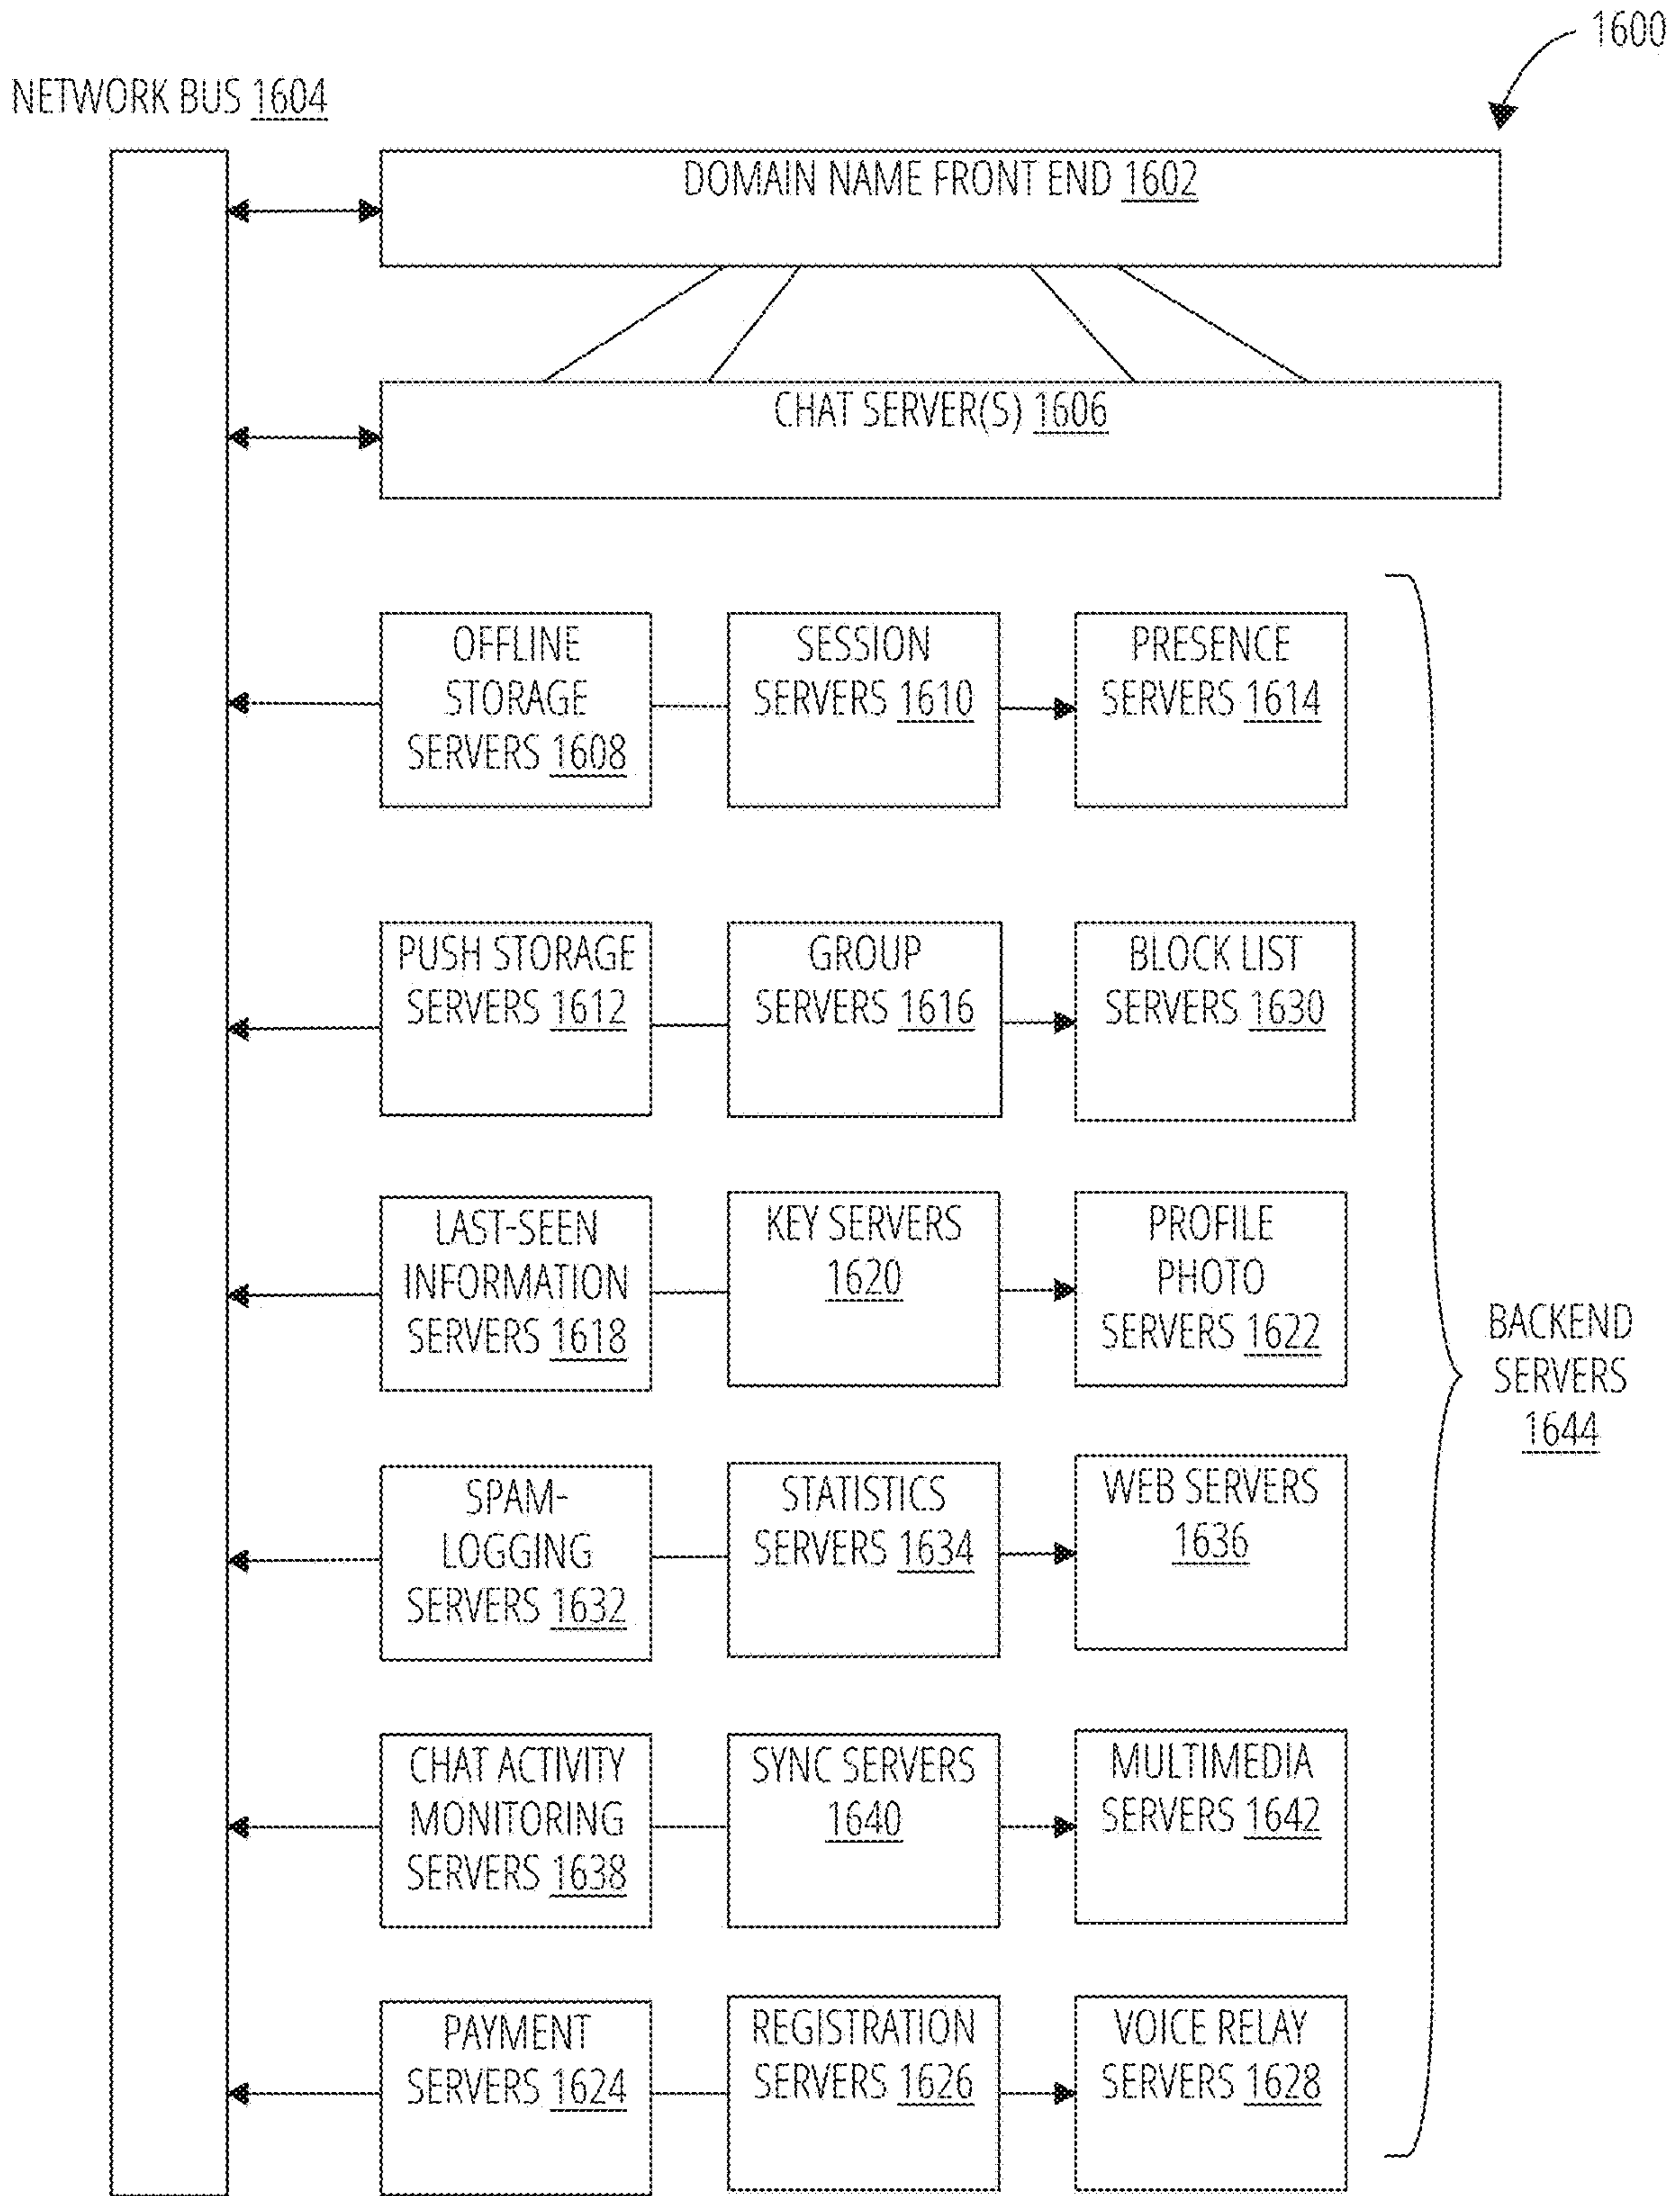 1600
NETWORK BUS 1604
DOMAIN NAME FRONT END 1602
CHAT SERVER(S) 1606
OFFLINE
STORAGE
SERVERS 1608
SESSION
SERVERS 1610
PRESENCE
SERVERS 1614
PUSH STORAGE
SERVERS 1612
GROUP
SERVERS 1616
BLOCK LIST
SERVERS 1630
LAST-SEEN
INFORMATION
SERVERS 1618
KEY SERVERS
1620
PROFILE
PHOTO
SERVERS 1622
BACKEND
SERVERS
1644
SPAM-
LOGGING
SERVERS 1632
STATISTICS
SERVERS 1634
WEB SERVERS
1636
CHAT ACTIVITY
MONITORING
SERVERS 1638
SYNC SERVERS
1640
MULTIMEDIA
SERVERS 1642
PAYMENT
SERVERS 1624
REGISTRATION
SERVERS 1626
VOICE RELAY
SERVERS 1628